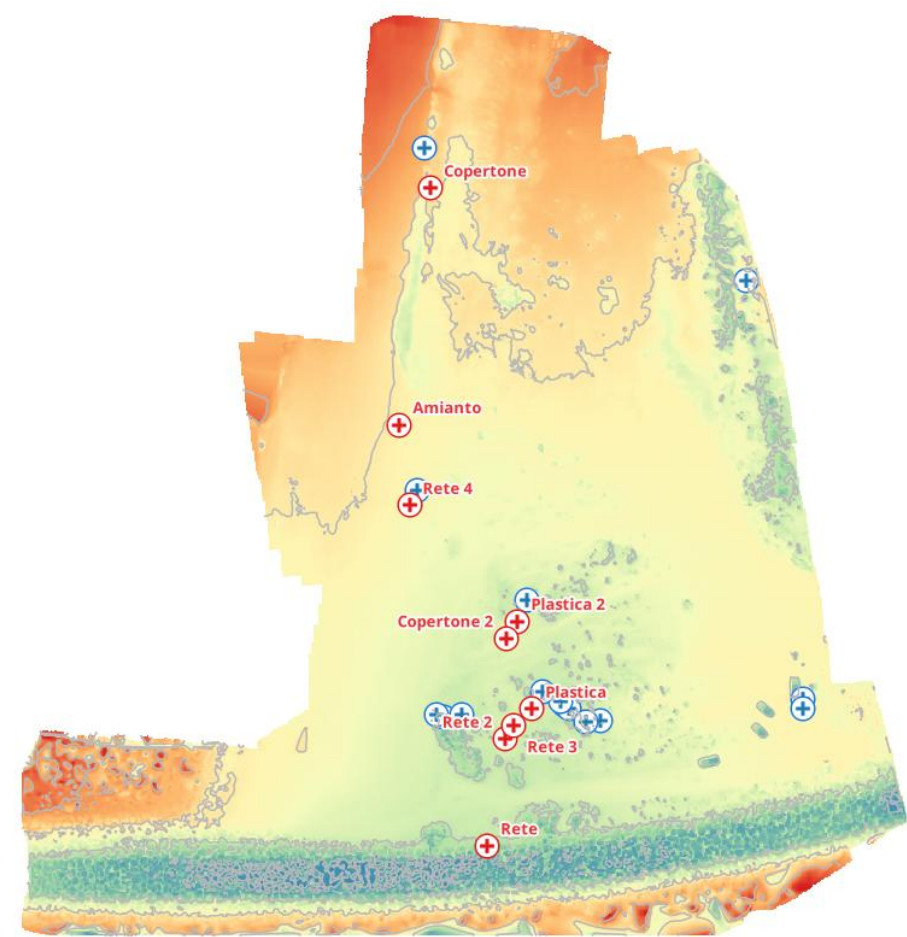 Copertone
Amianto
Rete 4
Plastica 2
Copertone 2
Plastica
Rete 2
Rete 3
Rete